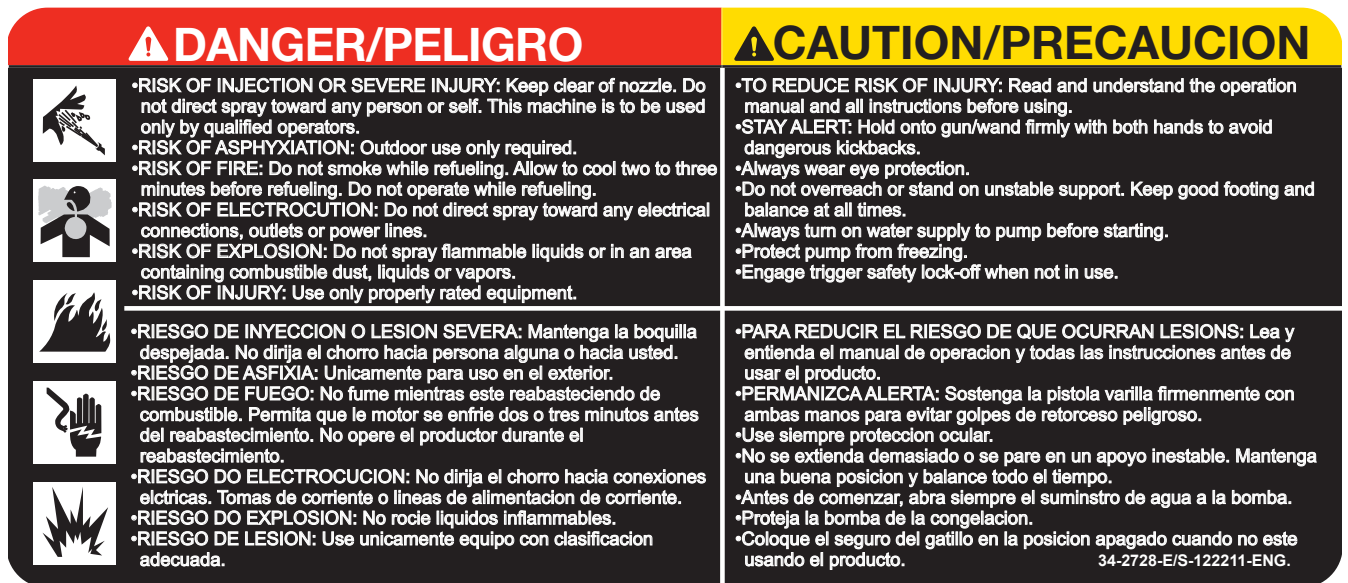 DANGER/PELIGRO
•RISK OF INJECTION OR SEVERE INJURY: Keep clear of nozzle. Do
not direct spray toward any person or self. This machine is to be used
only by qualified operators.
•RISK OF ASPHYXIATION: Outdoor use only required.
•RISK OF FIRE: Do not smoke while refueling. Allow to cool two to three
minutes before refueling. Do not operate while refueling.
•RISK OF ELECTROCUTION: Do not direct spray toward any electrical
connections, outlets or power lines.
•RISK OF EXPLOSION: Do not spray flammable liquids or in an area
containing combustible dust, liquids or vapors.
•RISK OF INJURY: Use only properly rated equipment.
•RIESGO DE INYECCION O LESION SEVERA: Mantenga la boquilla
despejada. No dirija el chorro hacia persona alguna o hacia usted.
•RIESGO DE ASFIXIA: Unicamente para uso en el exterior.
•RIESGO DE FUEGO: No fume mientras este reabasteciendo de
combustible. Permita que le motor se enfrie dos o tres minutos antes
del reabastecimiento. No opere el productor durante el
reabastecimiento.
•RIESGO DO ELECTROCUCION: No dirija el chorro hacia conexiones
elctricas. Tomas de corriente o lineas de alimentacion de corriente.
•RIESGO DO EXPLOSION: No rocie liquidos inflammables.
•RIESGO DE LESION: Use unicamente equipo con clasificacion
adecuada.
CAUTION/PRECAUCION
•TO REDUCE RISK OF INJURY: Read and understand the operation
manual and all instructions before using.
•STAY ALERT: Hold onto gun/wand firmly with both hands to avoid
dangerous kickbacks.
•Always wear eye protection.
•Do not overreach or stand on unstable support. Keep good footing and
balance at all times.
•Always turn on water supply to pump before starting.
•Protect pump from freezing.
•Engage trigger safety lock-off when not in use.
•PARA REDUCIR EL RIESGO DE QUE OCURRAN LESIONS: Lea y
entienda el manual de operacion y todas las instrucciones antes de
usar el producto.
•PERMANIZCA ALERTA: Sostenga la pistola varilla firmenmente con
ambas manos para evitar golpes de retorceso peligroso.
•Use siempre proteccion ocular.
•No se extienda demasiado o se pare en un apoyo inestable. Mantenga
una buena posicion y balance todo el tiempo.
•Antes de comenzar, abra siempre el suminstro de agua a la bomba.
•Proteja la bomba de la congelacion.
•Coloque el seguro del gatillo en la posicion apagado cuando no este
usando el producto.
34-2728-E/S-122211-ENG.